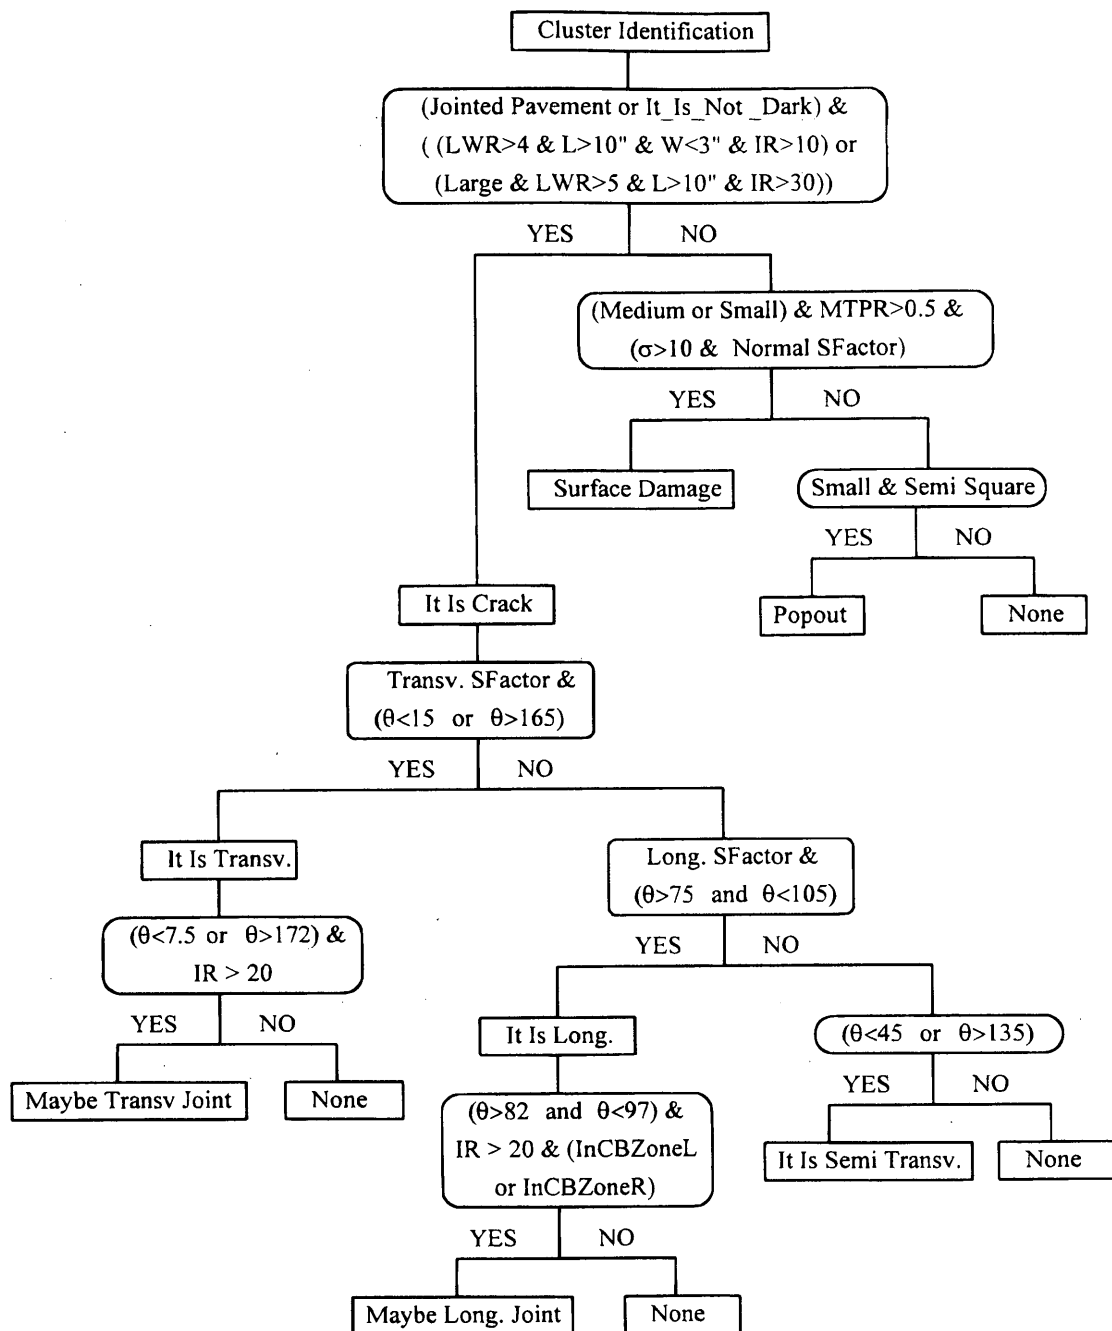 Cluster Identification
(Jointed Pavement or It_Is_Not _Dark) &
( (LWR>4 & L>10" & W<3" & IR>10) or
(Large & LWR>5 & L>10" & IR>30))
YES NO
(Medium or Small) & MTPR>0.5 &
(σ>10 & Normal SFactor)
YES NO
Surface Damage
Small & Semi Square
YES NO
Popout
None
It Is Crack
Transv. SFactor &
(θ<15 or θ>165)
YES NO
It Is Transv.
(θ<7.5 or θ>172) &
IR > 20
YES NO
Maybe Transv Joint
None
Long. SFactor &
(θ>75 and θ<105)
YES NO
It Is Long.
(θ>82 and θ<97) &
IR > 20 & (InCBZoneL
or InCBZoneR)
YES NO
Maybe Long. Joint
None
(θ<45 or θ>135)
YES NO
It Is Semi Transv.
None